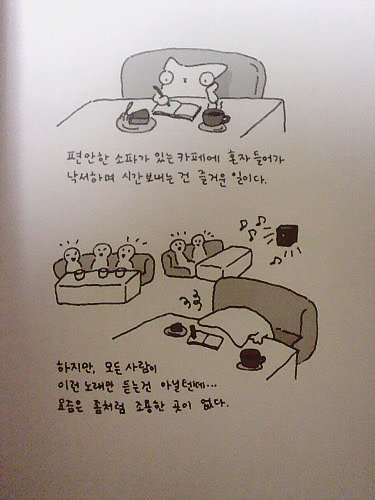 편안한 소파가 있는 카페에 혼자 들어가
낙서하며 시간보내는 건 즐거운 일이다.
하지만, 모든 사람이
이런 노래만 듣는건 아닐텐데...
요즘은 좀처럼 조용한 곳이 없다.